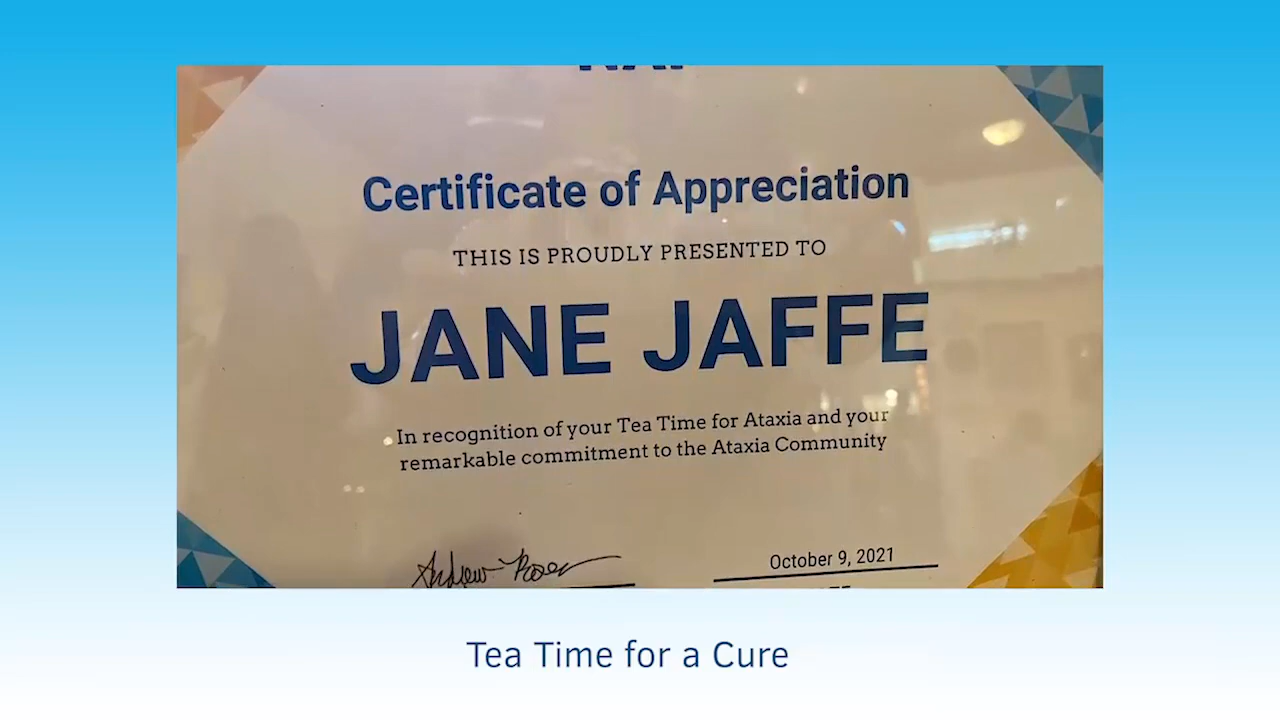 Certificate of Appreciation
THIS IS PROUDLY PRESENTED TO
JANE JAFFE
In recognition of your Tea Time for Ataxia and your
remarkable commitment to the Ataxia Community
October 9, 2021
Tea Time for a Cure